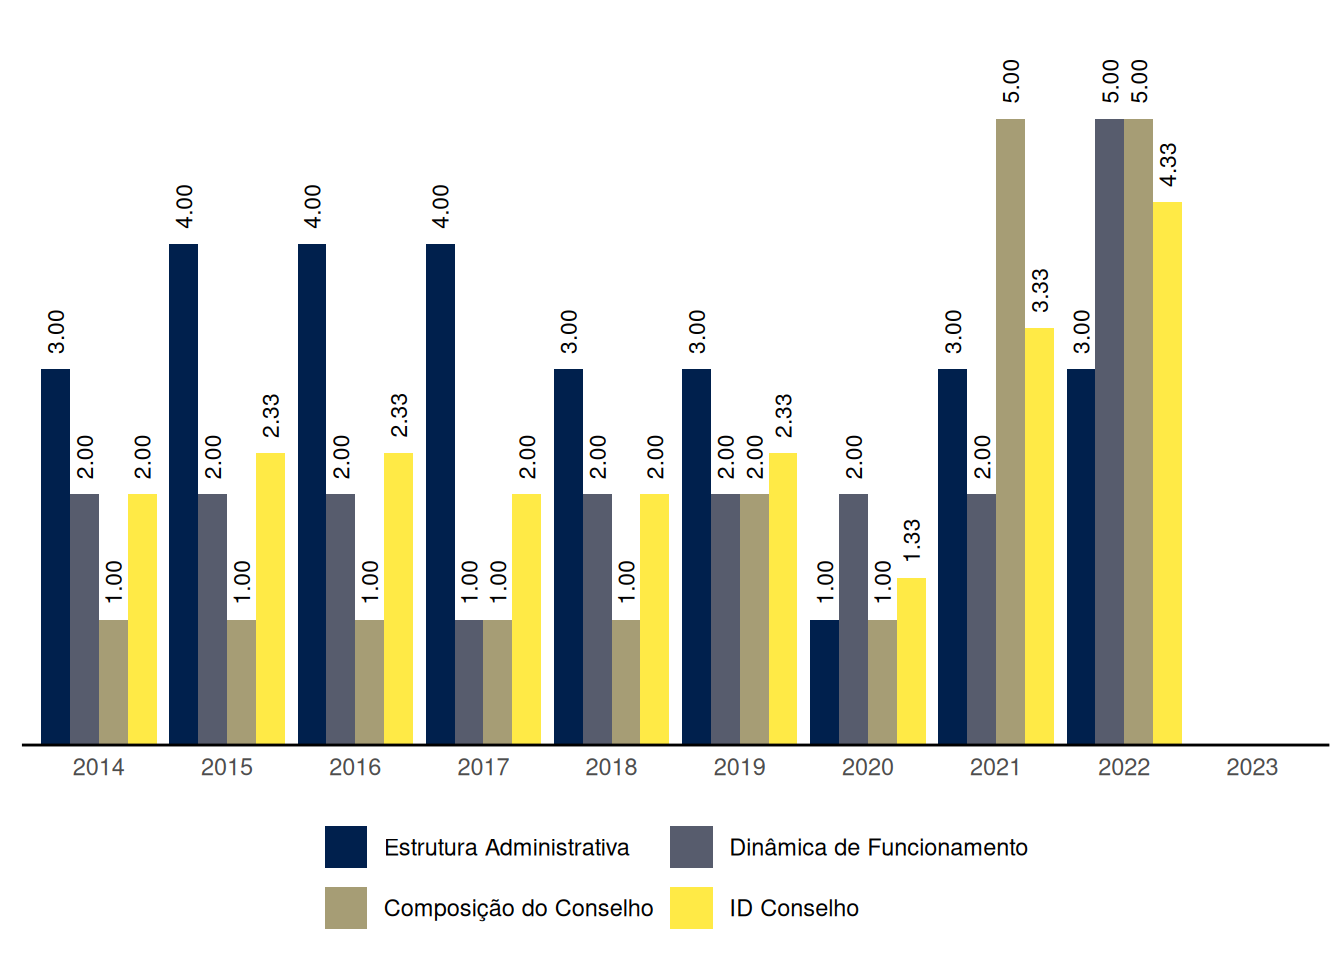 3.00 2.00 1.00 2.00 4.00 2.00 1.00 2.33 4.00 2.00 1.00 2.33 4.00 1.00 1.00 2.00 3.00 2.00 1.00 2.00 3.00 2.00 2.00 2.33 1.00 2.00 1.00 1.33 3.00 2.00 5.00 3.33 3.00 5.00 5.00 4.33
2014 2015 2016 2017 2018 2019 2020 2021 2022 2023
Estrutura Administrativa Dinâmica de Funcionamento
Composição do Conselho ID Conselho